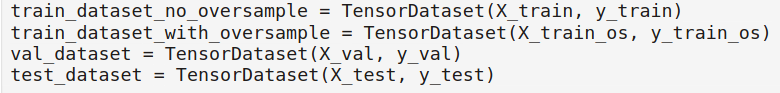 train_dataset_no_oversample = TensorDataset(X_train, y_train)
train_dataset_with_oversample = TensorDataset(X_train_os, y_train_os)
val_dataset = TensorDataset(X_val, y_val)
test_dataset = TensorDataset(X_test, y_test)